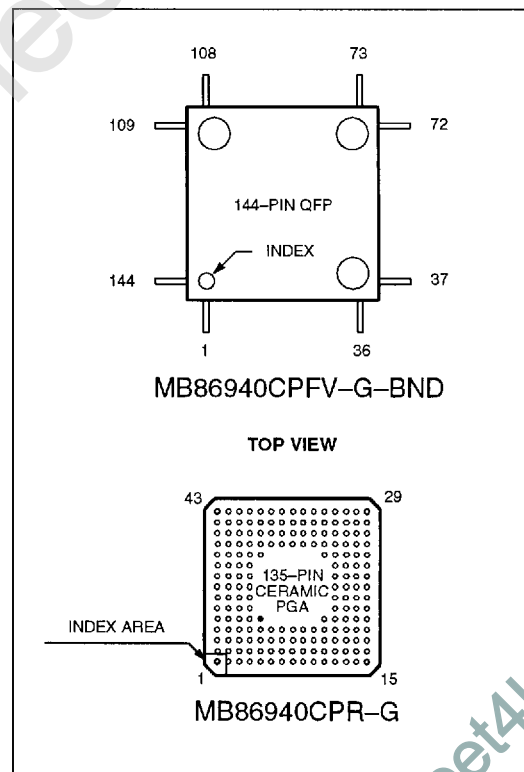 108 73
109 72
144-PIN QFP
INDEX
144 37
1 36
MB86940CPFV-G-BND
TOP VIEW
43 29
135-PIN
CERAMIC
PGA
INDEX AREA
1 15
MB86940CPR-G
et4